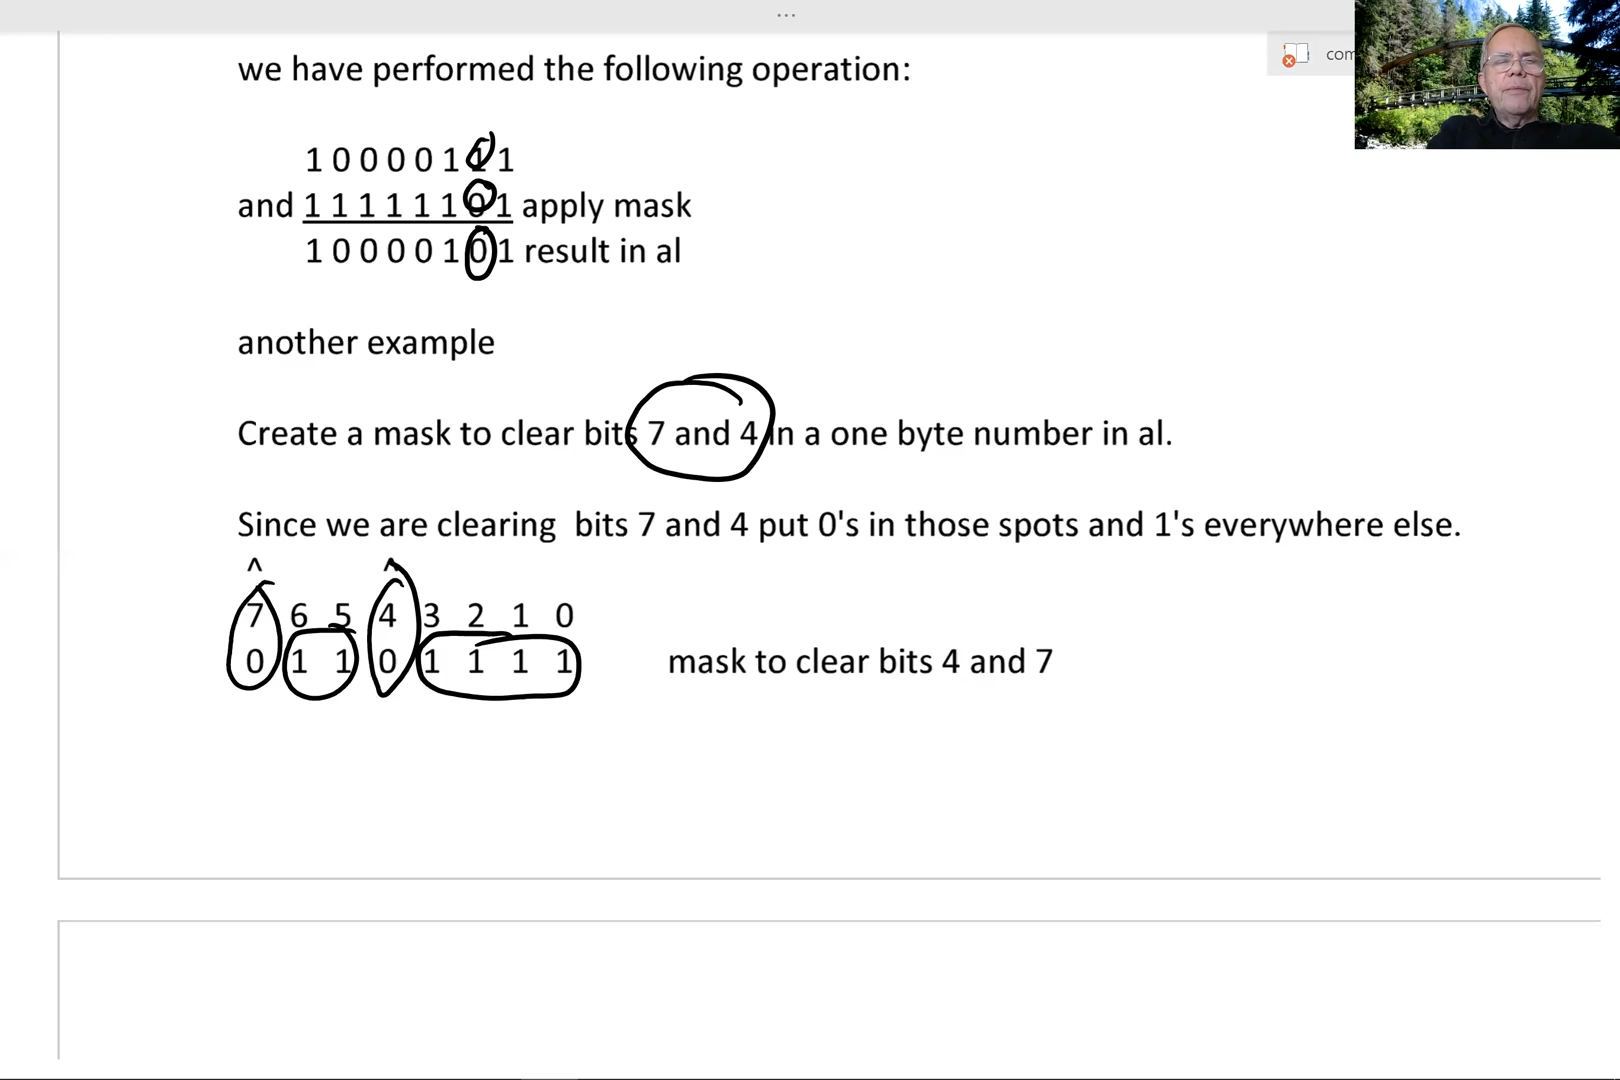 ...
com
we have performed the following operation:
1 0 0 0 0 1 1 1
and 1 1 1 1 1 1 0 1 apply mask
1 0 0 0 0 1 0 1 result in al
another example
Create a mask to clear bits 7 and 4 in a one byte number in al.
Since we are clearing  bits 7 and 4 put 0's in those spots and 1's everywhere else.
^ ^
7 6 5 4 3 2 1 0
0 1 1 0 1 1 1 1 mask to clear bits 4 and 7